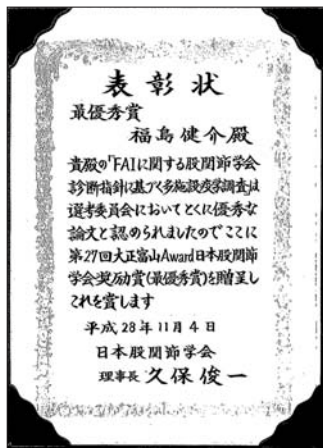 表彰状
最優秀賞
福島健介殿
貴殿の「FAIに関する股関節学会
診断指針に基づく多施設疫学調査」は
選考委員会においてとくに優秀な
論文と認められましたのでここに
第27回大正富山Award日本股関節
学会奨励賞(最優秀賞)を贈呈し
これを賞します
平成28年11月4日
日本股関節学会
理事長 久保俊一